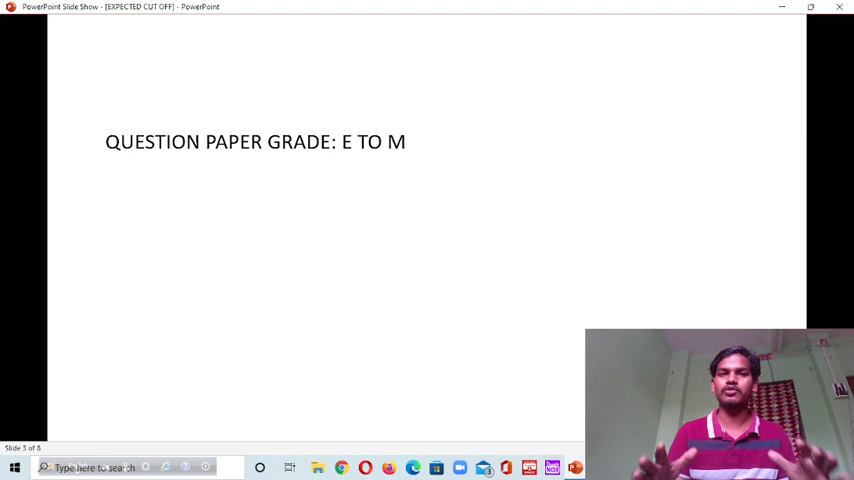 PowerPoint Slide Show - [EXPECTED CUT OFF] - PowerPoint
QUESTION PAPER GRADE: E TO M
Slide 3 of 8
Type here to search